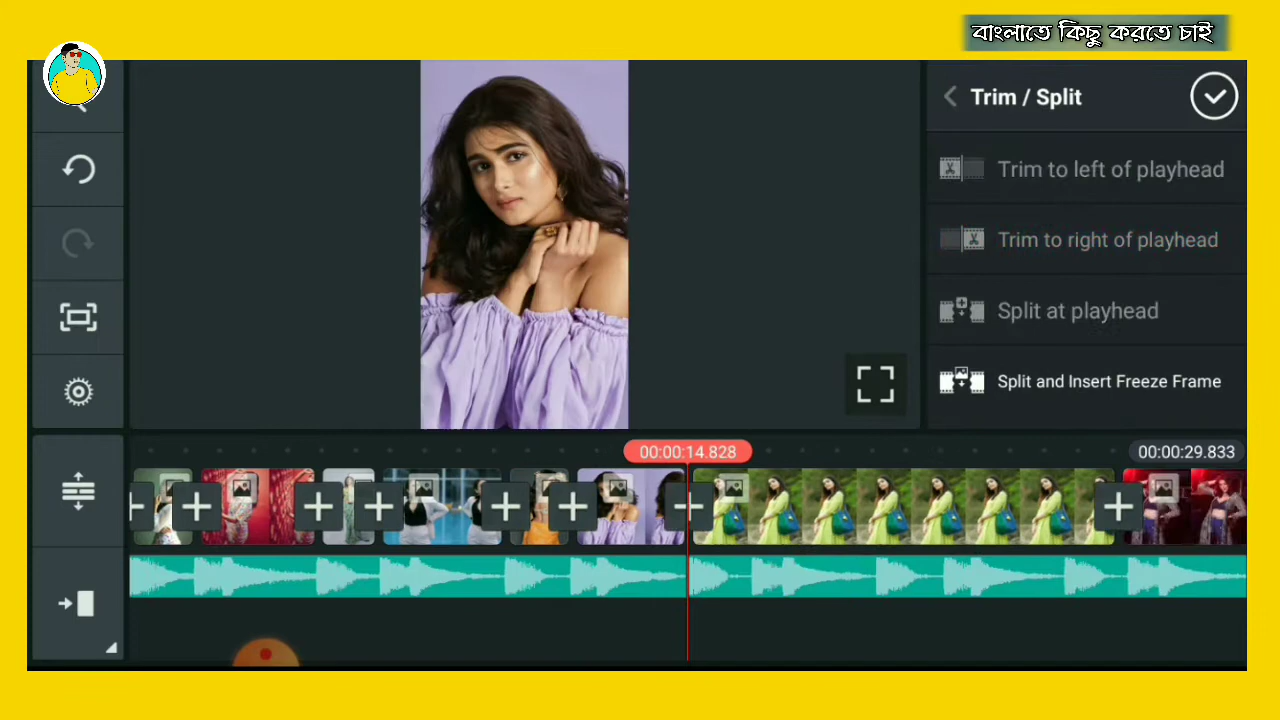 বাংলাতে কিছু করতে চাই
Trim / Split
Trim to left of playhead
Trim to right of playhead
Split at playhead
Split and Insert Freeze Frame
00:00:14.828
00:00:29.833